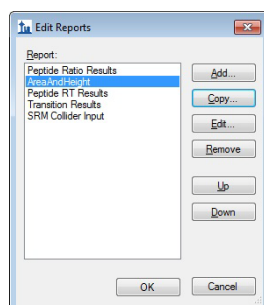 Edit Reports
Report:
Peptide Ratio Results
AreaAndHeight
Peptide RT Results
Transition Results
SRM Collider Input
Add...
Copy...
Edit...
Remove
Up
Down
OK
Cancel